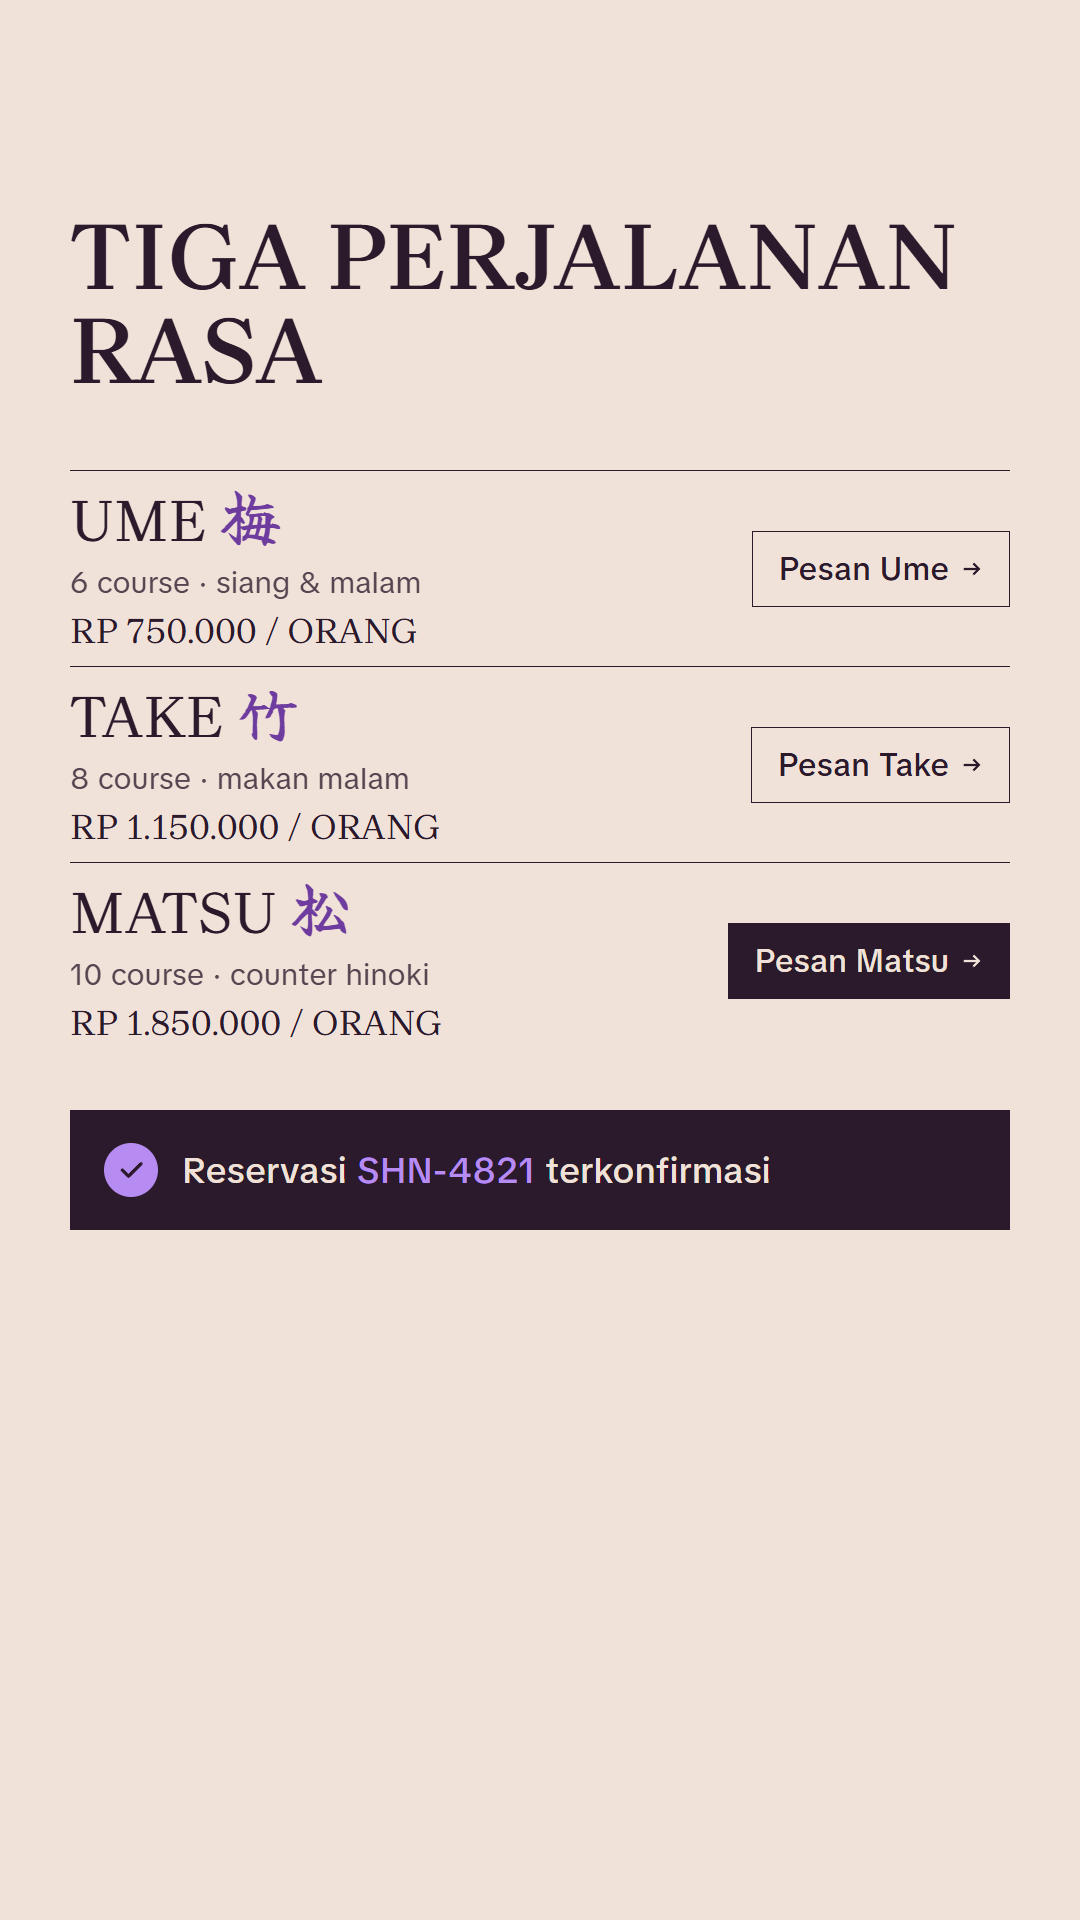 TIGA PERJALANAN
RASA
UME 梅
6 course · siang & malam
RP 750.000 / ORANG
Pesan Ume →
TAKE 竹
8 course · makan malam
RP 1.150.000 / ORANG
Pesan Take →
MATSU 松
10 course · counter hinoki
RP 1.850.000 / ORANG
Pesan Matsu →
Reservasi SHN-4821 terkonfirmasi